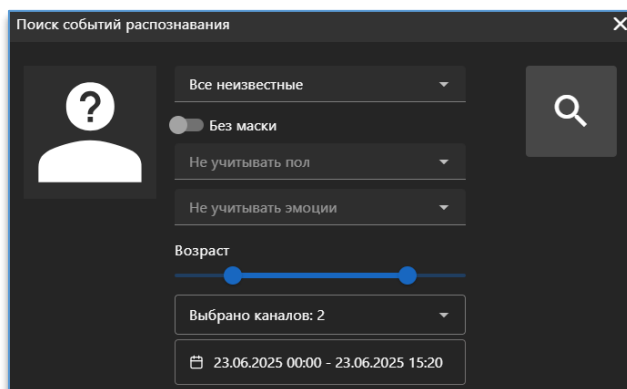 Поиск событий распознавания
Все неизвестные
Без маски
Не учитывать пол
Не учитывать эмоции
Возраст
Выбрано каналов: 2
23.06.2025 00:00 - 23.06.2025 15:20